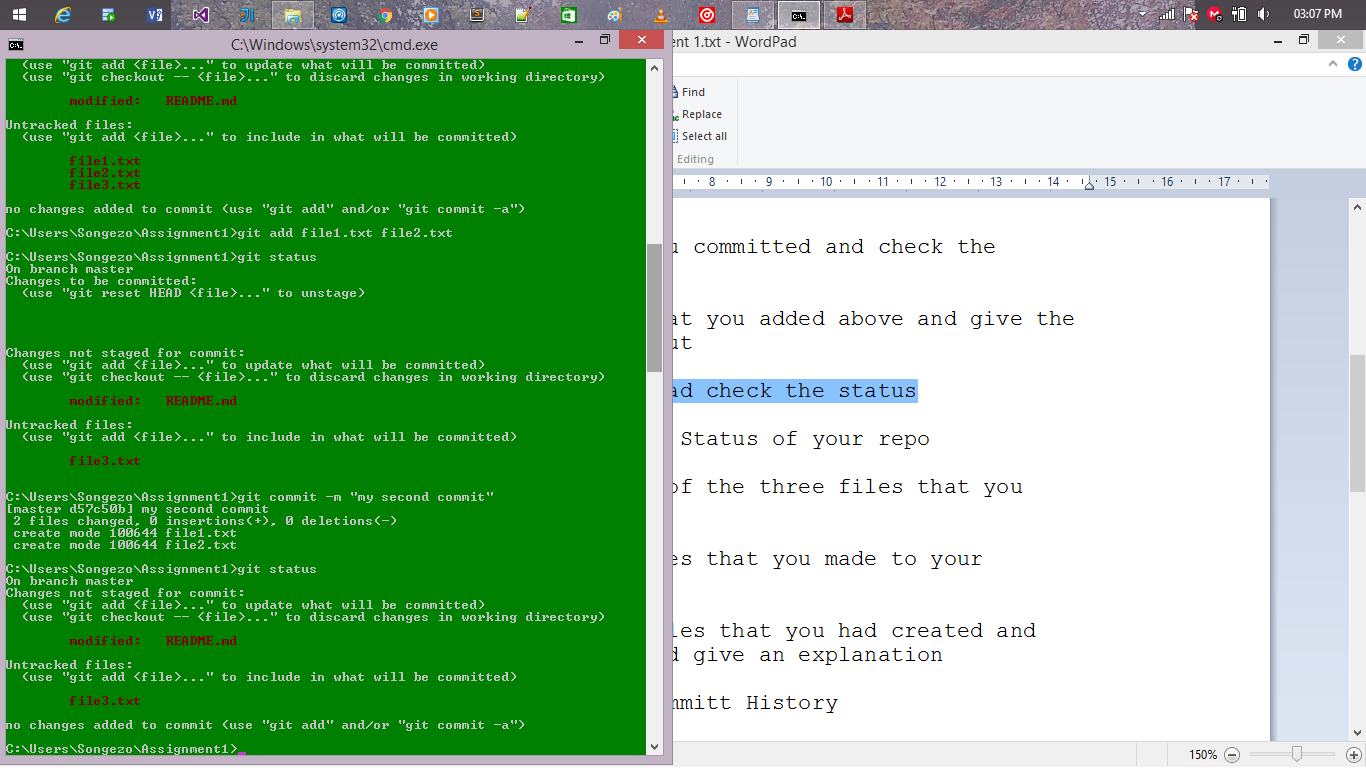 03:07 PM
C:\Windows\system32\cmd.exe
(use "git add <file>..." to update what will be committed)
(use "git checkout -- <file>..." to discard changes in working directory)
modified: README.md
Untracked files:
(use "git add <file>..." to include in what will be committed)
file1.txt
file2.txt
file3.txt
no changes added to commit (use "git add" and/or "git commit -a")
C:\Users\Songezo\Assignment1>git add file1.txt file2.txt
C:\Users\Songezo\Assignment1>git status
On branch master
Changes to be committed:
(use "git reset HEAD <file>..." to unstage)
Changes not staged for commit:
(use "git add <file>..." to update what will be committed)
(use "git checkout -- <file>..." to discard changes in working directory)
modified: README.md
Untracked files:
(use "git add <file>..." to include in what will be committed)
file3.txt
C:\Users\Songezo\Assignment1>git commit -m "my second commit"
[master d57c50b] my second commit
2 files changed, 0 insertions(+), 0 deletions(-)
create mode 100644 file1.txt
create mode 100644 file2.txt
C:\Users\Songezo\Assignment1>git status
On branch master
Changes not staged for commit:
(use "git add <file>..." to update what will be committed)
(use "git checkout -- <file>..." to discard changes in working directory)
modified: README.md
Untracked files:
(use "git add <file>..." to include in what will be committed)
file3.txt
no changes added to commit (use "git add" and/or "git commit -a")
C:\Users\Songezo\Assignment1>
ent 1.txt - WordPad
Find
Replace
Select all
Editing
8 9 10 11 12 13 14 15 16 17
u committed and check the
at you added above and give the
ut
ad check the status
Status of your repo
of the three files that you
es that you made to your
les that you had created and
d give an explanation
mmitt History
150%